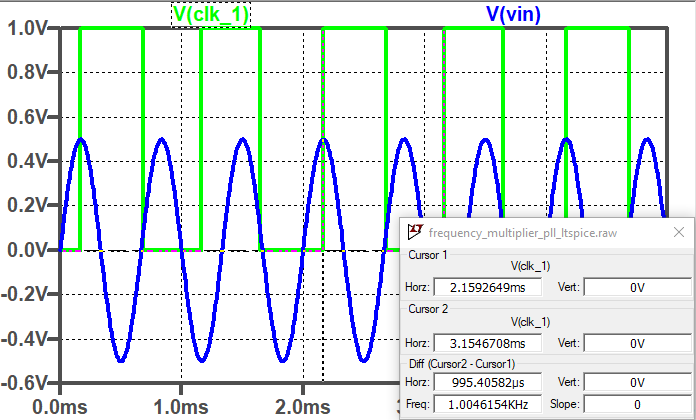 V(clk_1) V(vin)
1.0V
0.8V
0.6V
0.4V
0.2V
0.0V
-0.2V
-0.4V
-0.6V
0.0ms 1.0ms 2.0ms 3
frequency_multiplier_pll_ltspice.raw
Cursor 1
V(clk_1)
Horz: 2.1592649ms Vert: 0V
Cursor 2
V(clk_1)
Horz: 3.1546708ms Vert: 0V
Diff (Cursor2 - Cursor1)
Horz: 995.40582µs Vert: 0V
Freq: 1.0046154KHz Slope: 0